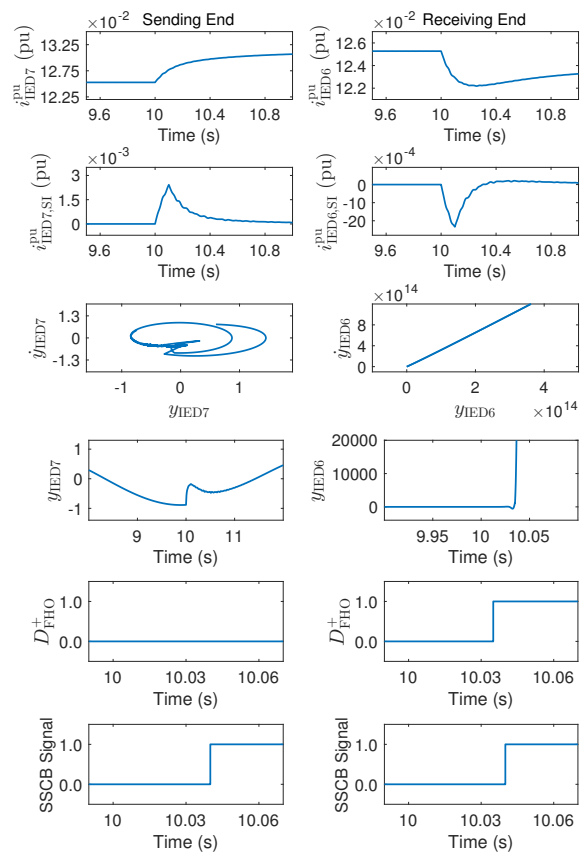 Sending End
Receiving End
×10⁻²
13.25
12.75
12.25
i^pu_IED7 (pu)
9.6 10 10.4 10.8
Time (s)
×10⁻²
12.6
12.4
12.2
i^pu_IED6 (pu)
9.6 10 10.4 10.8
Time (s)
×10⁻³
3
1.5
0
i^pu_IED7,SI (pu)
9.6 10 10.4 10.8
Time (s)
×10⁻⁴
0
-10
-20
i^pu_IED6,SI (pu)
9.6 10 10.4 10.8
Time (s)
1.3
0
-1.3
ẏ_IED7
-1 0 1
y_IED7
×10¹⁴
8
4
0
ẏ_IED6
0 2 4
y_IED6 ×10¹⁴
1
0
-1
y_IED7
9 10 11
Time (s)
20000
10000
0
y_IED6
9.95 10 10.05
Time (s)
1.0
0.0
D⁺_FHO
10 10.03 10.06
Time (s)
1.0
0.0
D⁺_FHO
10 10.03 10.06
Time (s)
1.0
0.0
SSCB Signal
10 10.03 10.06
Time (s)
1.0
0.0
SSCB Signal
10 10.03 10.06
Time (s)